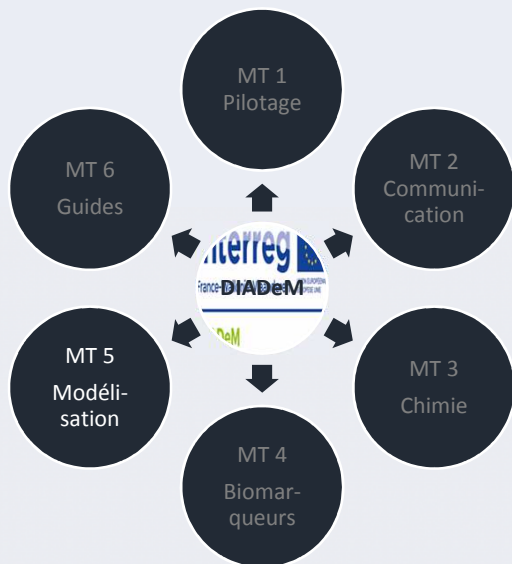 MT 1
Pilotage
MT 2
Communi-
cation
MT 3
Chimie
MT 4
Biomar-
queurs
MT 5
Modéli-
sation
MT 6
Guides
DIADeM